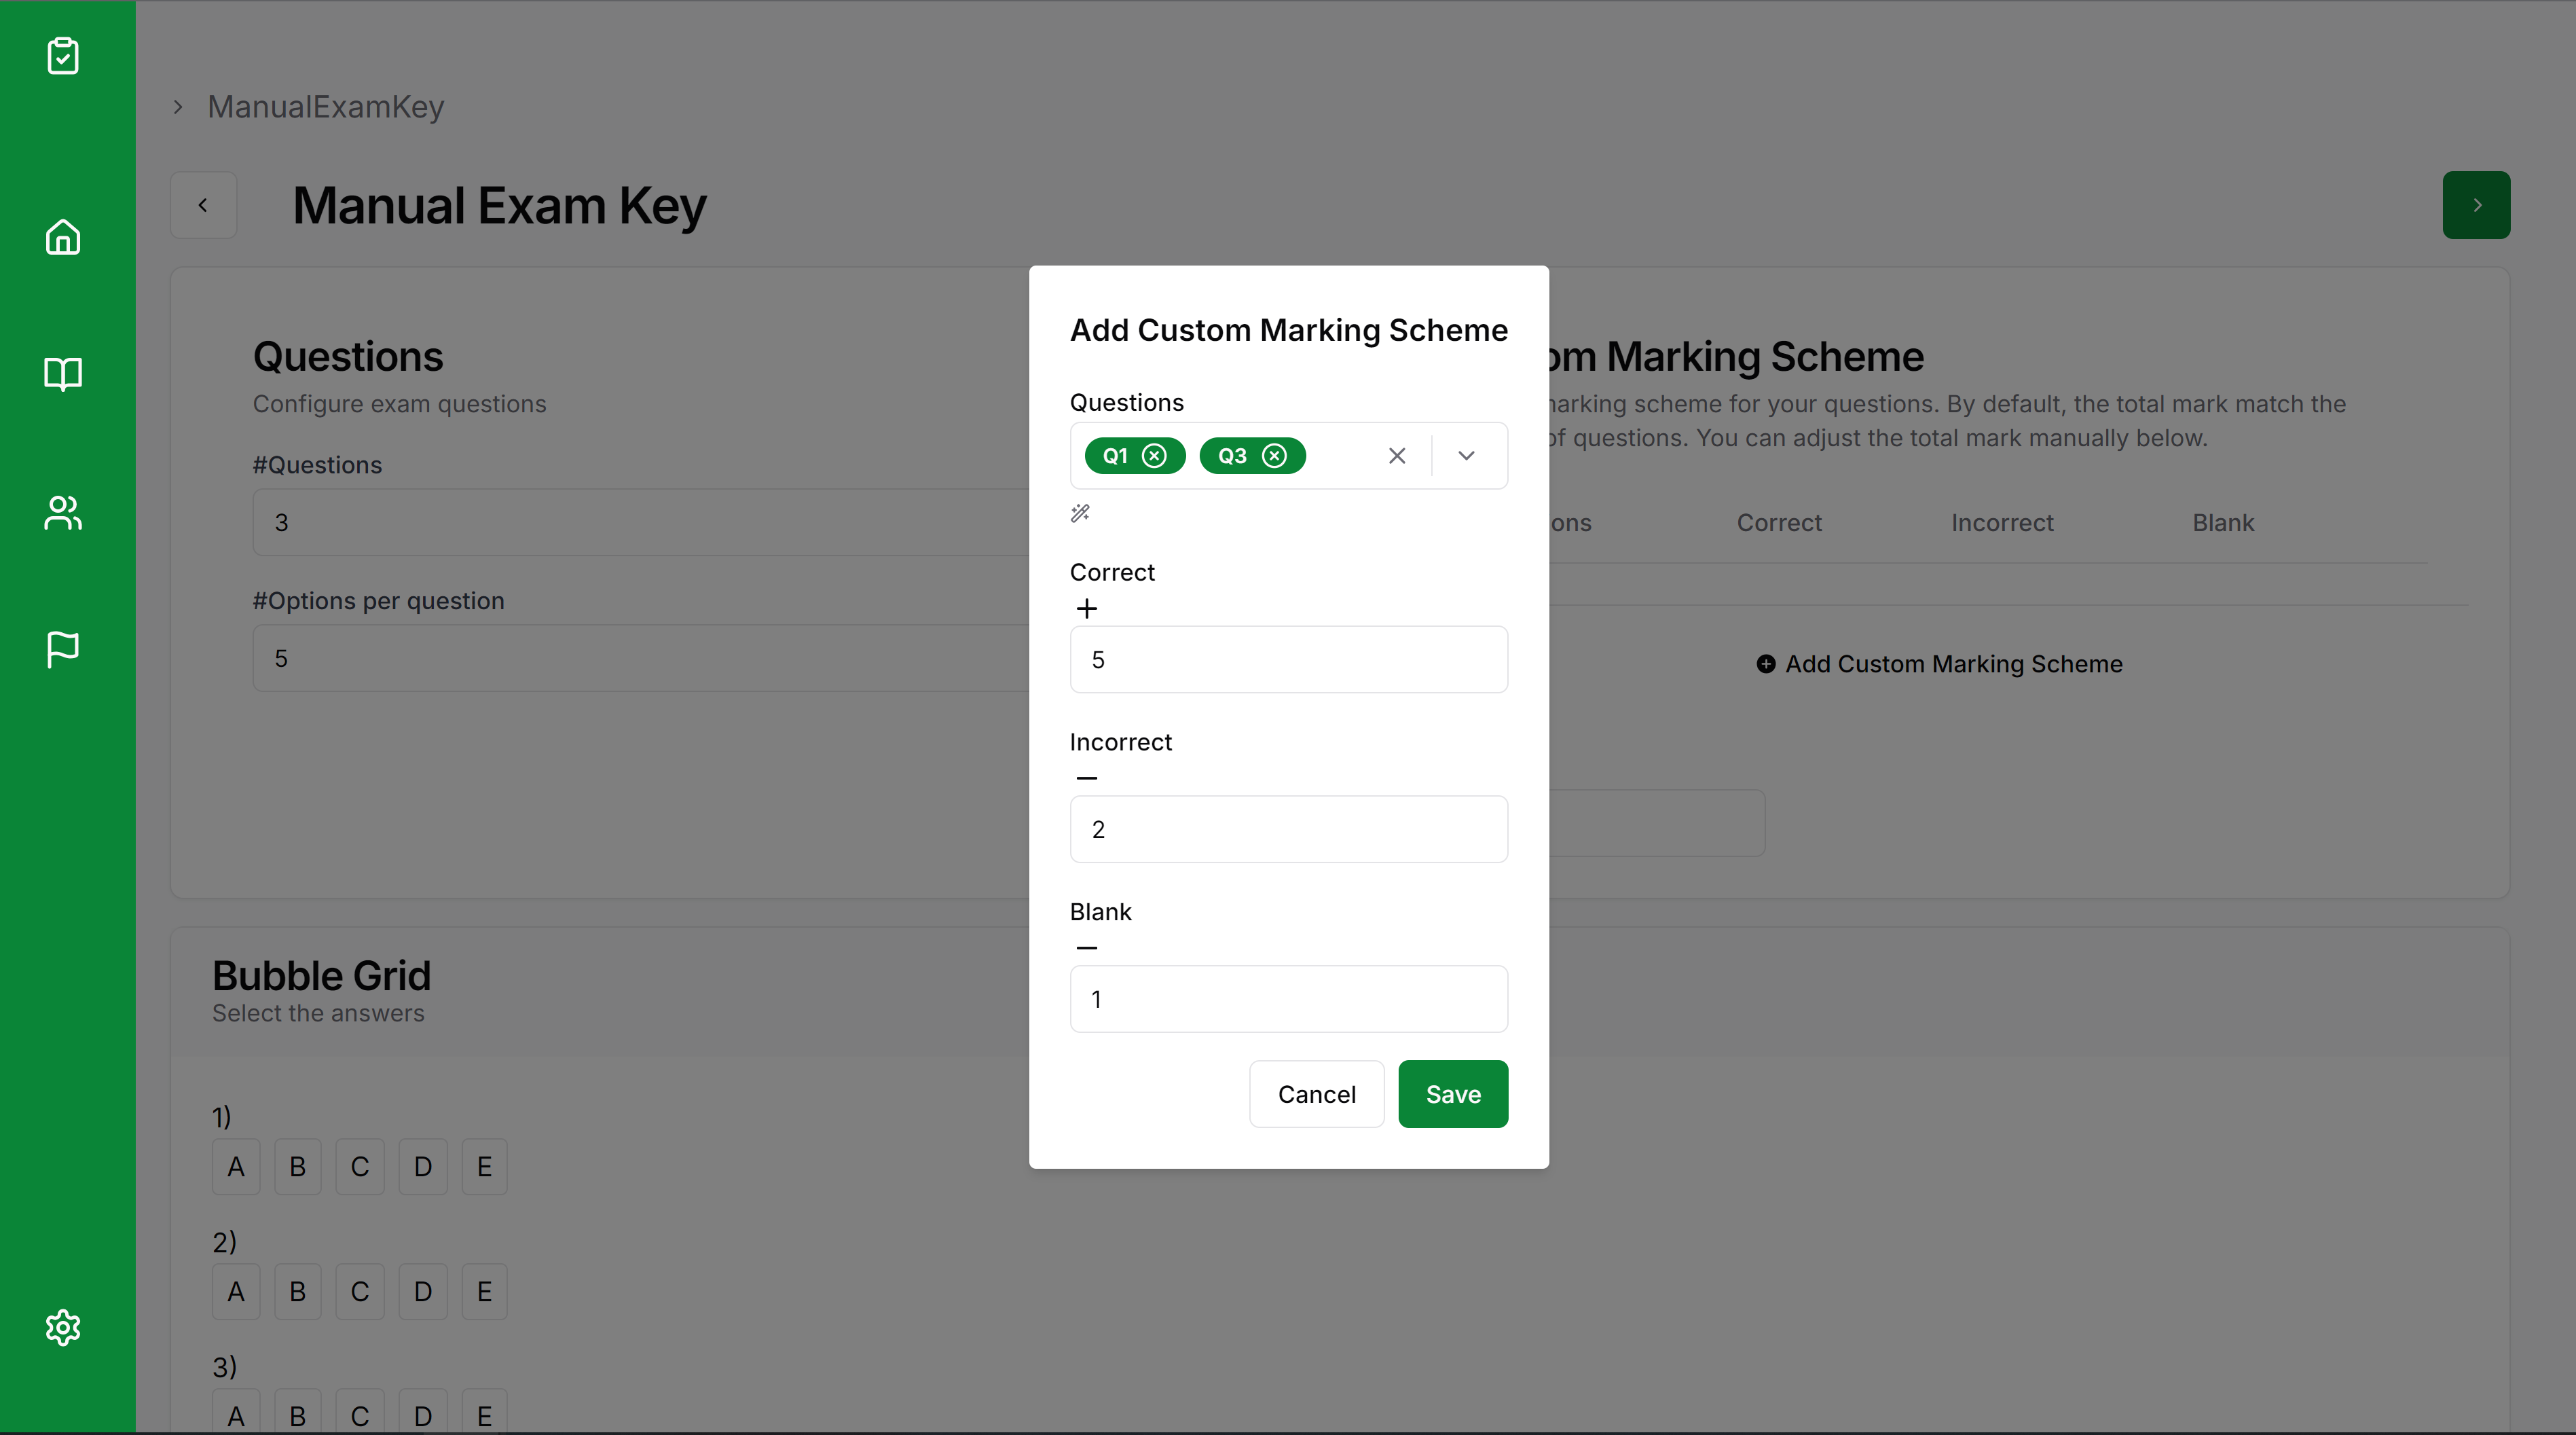 ManualExamKey
Manual Exam Key
Questions
Configure exam questions
#Questions
3
#Options per question
5
Add Custom Marking Scheme
Questions
Q1 Q3
Correct
5
Incorrect
2
Blank
1
Cancel Save
Marking Scheme
scheme for your questions. By default, the total mark match the
of questions. You can adjust the total mark manually below.
Correct Incorrect Blank
Add Custom Marking Scheme
Bubble Grid
Select the answers
1)
A B C D E
2)
A B C D E
3)
A B C D E